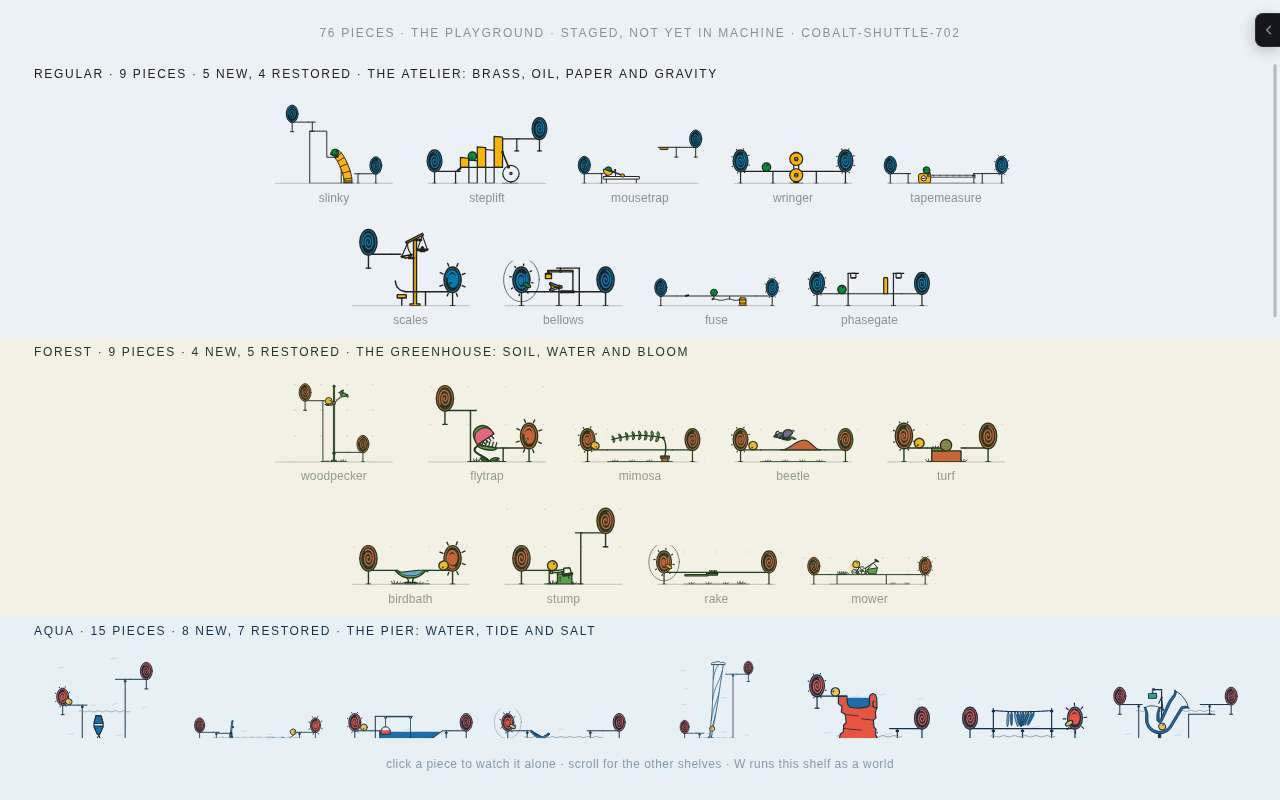 76 PIECES · THE PLAYGROUND · STAGED, NOT YET IN MACHINE · COBALT-SHUTTLE-702
REGULAR · 9 PIECES · 5 NEW, 4 RESTORED · THE ATELIER: BRASS, OIL, PAPER AND GRAVITY
slinky steplift mousetrap wringer tapemeasure
scales bellows fuse phasegate
FOREST · 9 PIECES · 4 NEW, 5 RESTORED · THE GREENHOUSE: SOIL, WATER AND BLOOM
woodpecker flytrap mimosa beetle turf
birdbath stump rake mower
AQUA · 15 PIECES · 8 NEW, 7 RESTORED · THE PIER: WATER, TIDE AND SALT
click a piece to watch it alone · scroll for the other shelves · W runs this shelf as a world